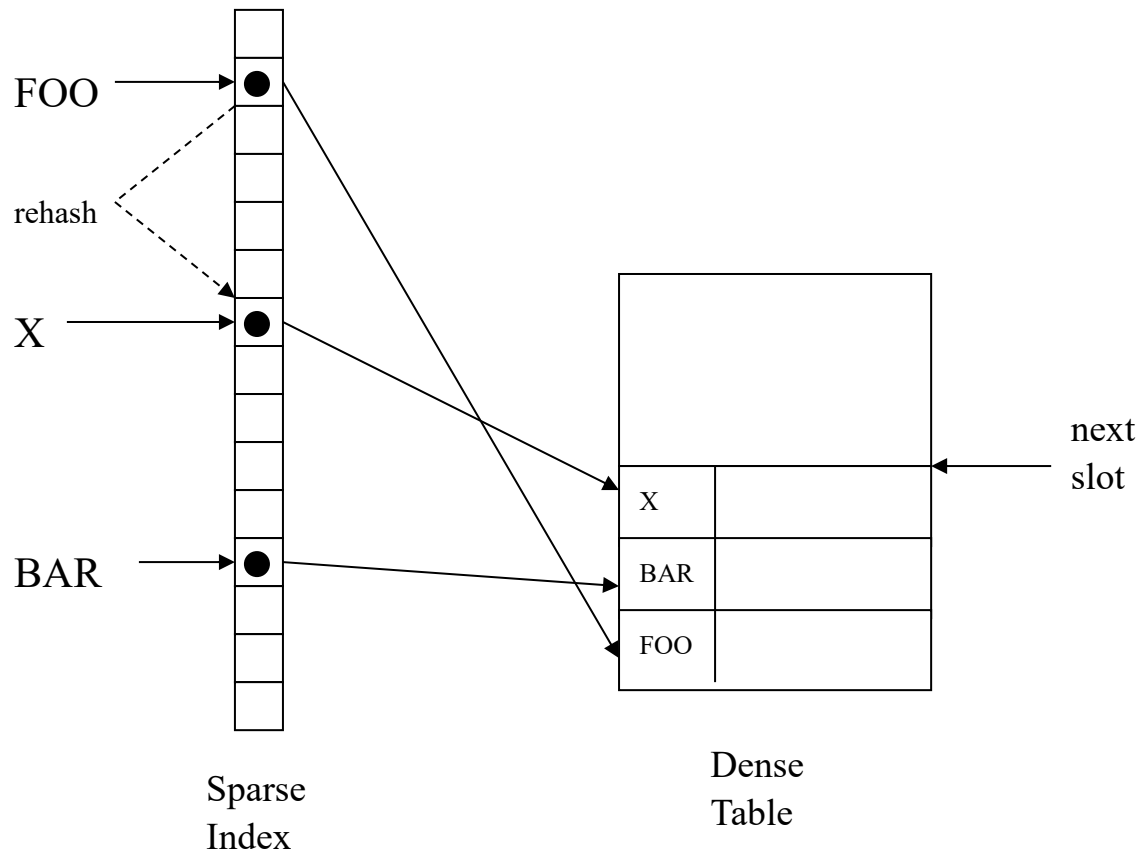 FOO
rehash
X
BAR
next
slot
X
BAR
FOO
Sparse
Index
Dense
Table